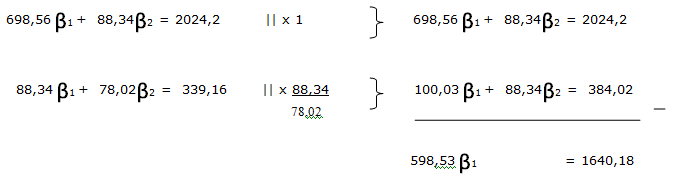 698,56 β1 + 88,34β2 = 2024,2 || x 1 } 698,56 β1 + 88,34β2 = 2024,2
88,34 β1 + 78,02β2 = 339,16 || x 88,34 } 100,03 β1 + 88,34β2 = 384,02
78,02 _
598,53 β1 = 1640,18